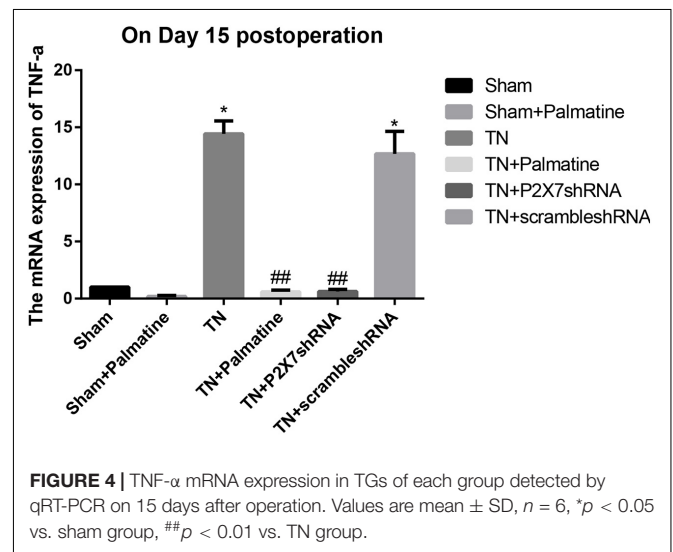 On Day 15 postoperation
The mRNA expression of TNF-a
20
15
10
5
0
*
##
##
*
Sham
Sham+Palmatine
TN
TN+Palmatine
TN+P2X7shRNA
TN+scrambleshRNA
Sham
Sham+Palmatine
TN
TN+Palmatine
TN+P2X7shRNA
TN+scrambleshRNA
FIGURE 4 | TNF-α mRNA expression in TGs of each group detected by
qRT-PCR on 15 days after operation. Values are mean ± SD, n = 6, *p < 0.05
vs. sham group, ##p < 0.01 vs. TN group.